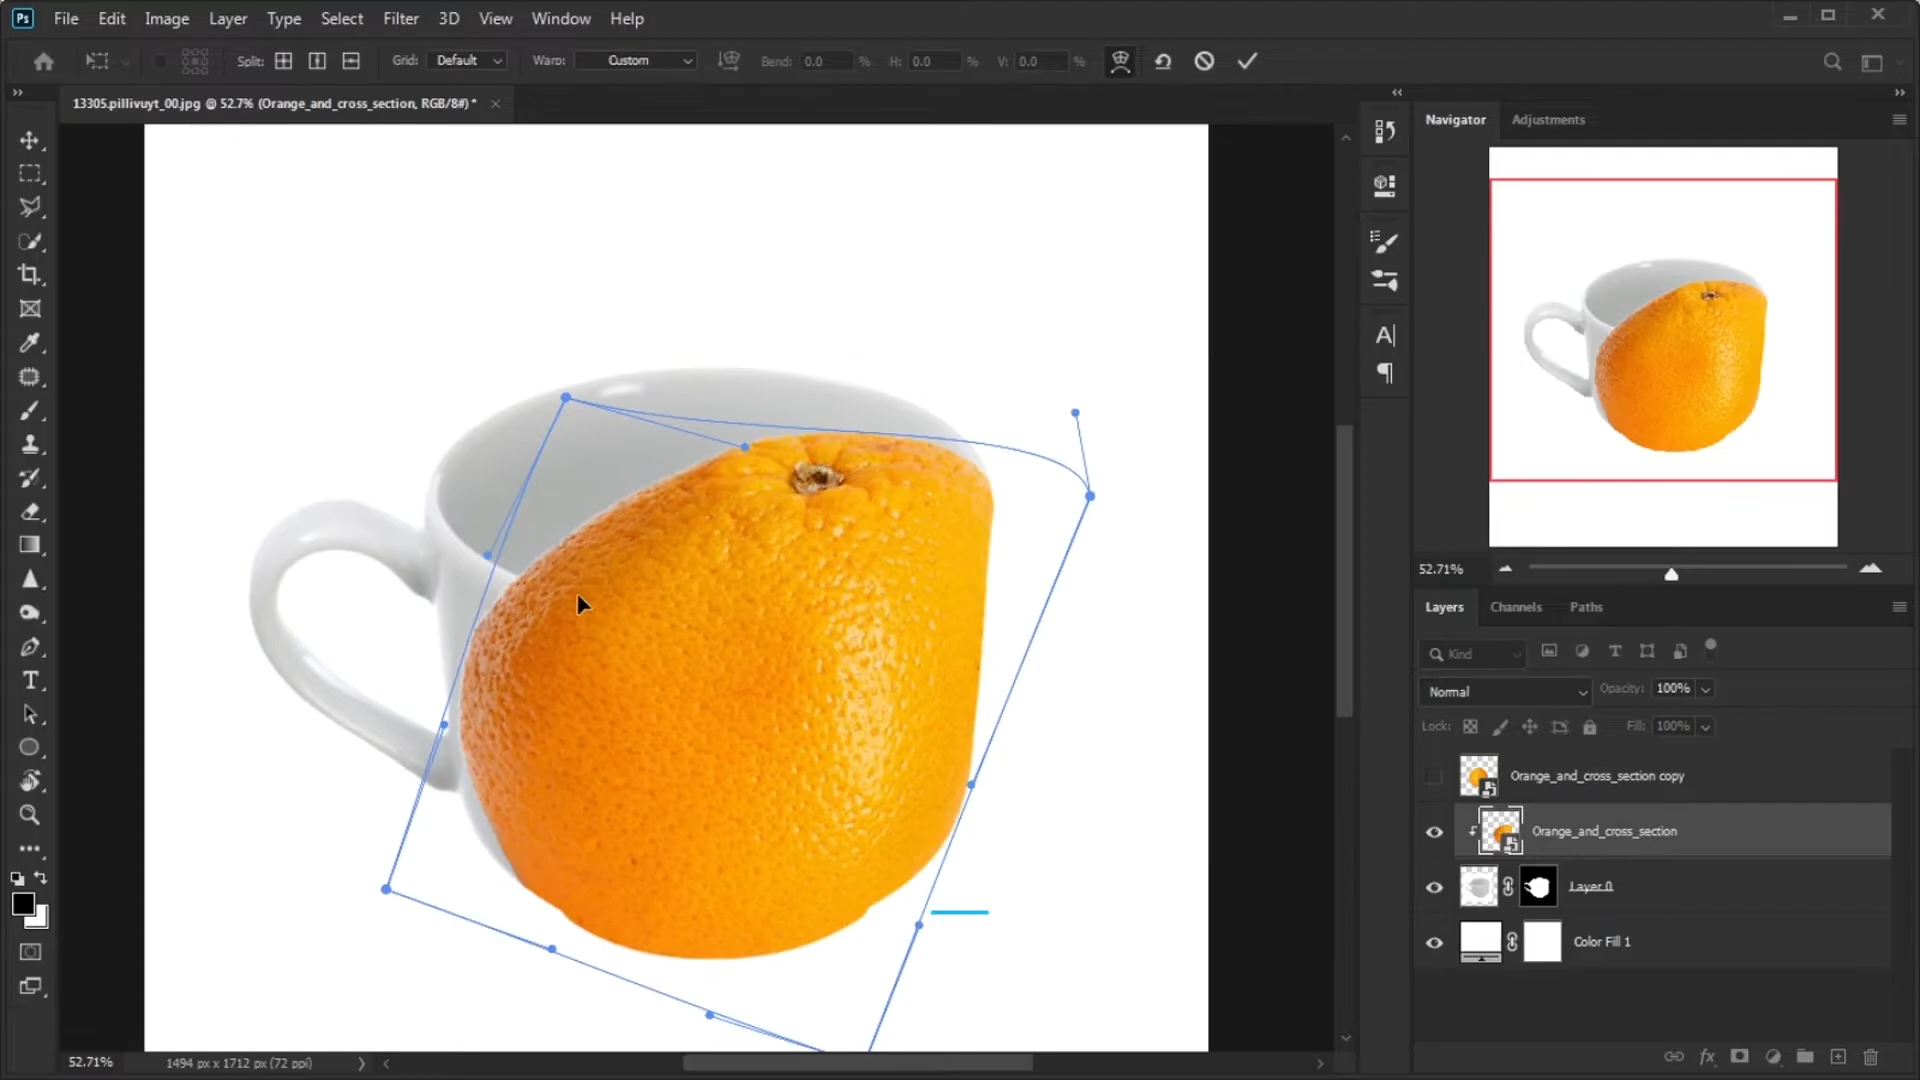 Ps File Edit Image Layer Type Select Filter 3D View Window Help
Split: Grid: Default Warp: Custom Bend: 0.0 % H: 0.0 % V: 0.0 %
13305.pillivuyt_00.jpg @ 52.7% (Orange_and_cross_section, RGB/8#) *
Navigator Adjustments
52.71%
Layers Channels Paths
Kind
Normal Opacity: 100%
Lock: Fill: 100%
Orange_and_cross_section copy
Orange_and_cross_section
Layer 0
Color Fill 1
52.71% 1494 px x 1712 px (72 ppi)